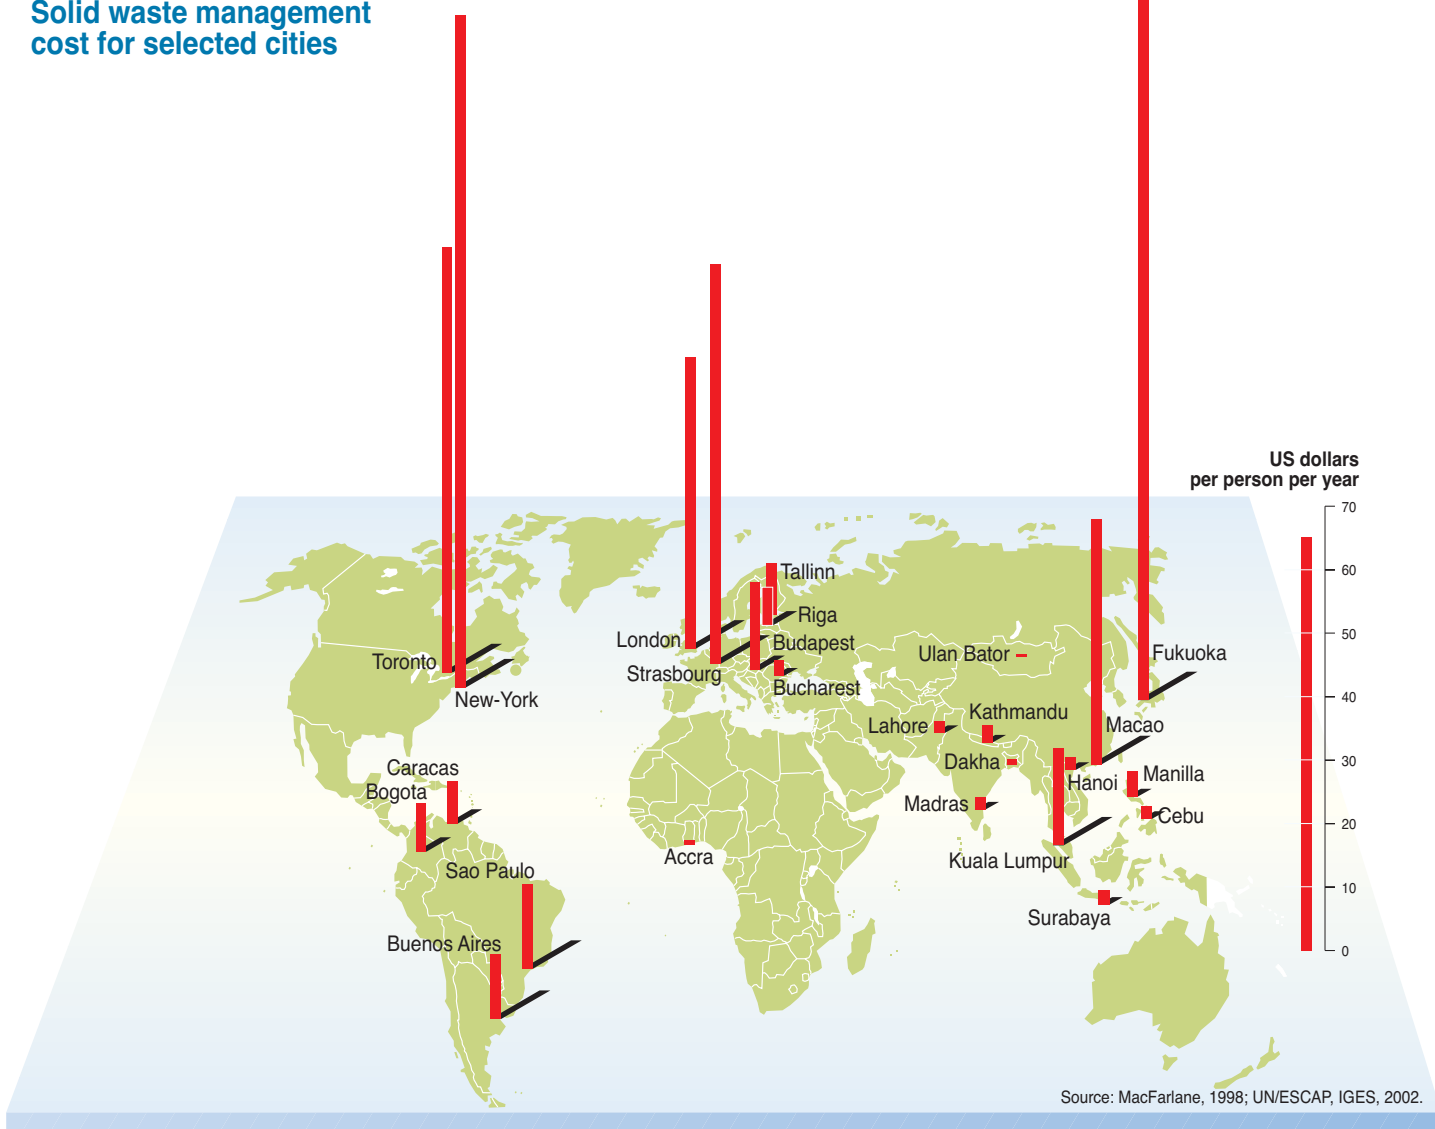 Solid waste management
cost for selected cities
US dollars
per person per year
70
60
50
40
30
20
10
0
Tallinn
Riga
London
Budapest
Strasbourg
Bucharest
Toronto
New-York
Ulan Bator
Fukuoka
Lahore
Kathmandu
Macao
Dakha
Hanoi
Manilla
Madras
Cebu
Caracas
Bogota
Accra
Kuala Lumpur
Sao Paulo
Surabaya
Buenos Aires
Source: MacFarlane, 1998; UN/ESCAP, IGES, 2002.